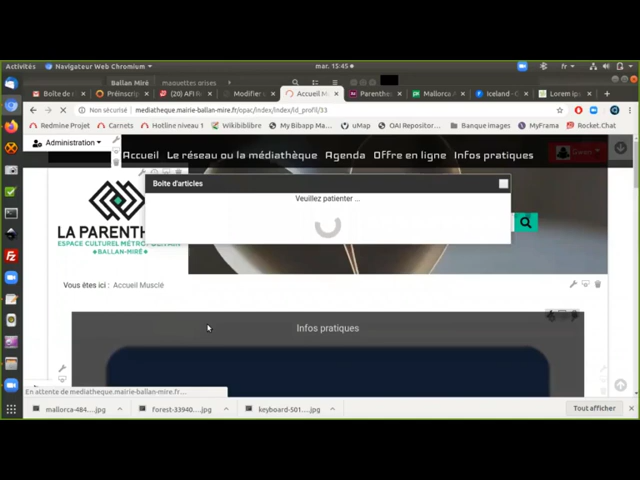 Activités
Navigateur Web Chromium
mar. 15:45
fr
Ballan Miré
maquettes grises
Boîte de
Préinscrip
(20) AFI B
Modifier
Accueil M
Parenthes
Mallorca
Iceland - G
Lorem ips
Non sécurisé | mediatheque.mairie-ballan-mire.fr/opac/index/index/id_profil/33
Redmine Projet
Carnets
Hotline niveau 1
Wikibiblibre
My Bibapp Ma...
uMap
OAI Repositor...
Banque images
MyFrama
Rocket.Chat
Administration
Accueil
Le réseau ou la médiathèque
Agenda
Offre en ligne
Infos pratiques
Boite d'articles
Veuillez patienter ...
LA PARENTH
ESPACE CULTUREL MÉTROPOLITAIN
BALLAN-MIRÉ
Vous êtes ici : Accueil Musclé
Infos pratiques
En attente de mediatheque.mairie-ballan-mire.fr...
mallorca-484....jpg
forest-33940....jpg
keyboard-501....jpg
Tout afficher